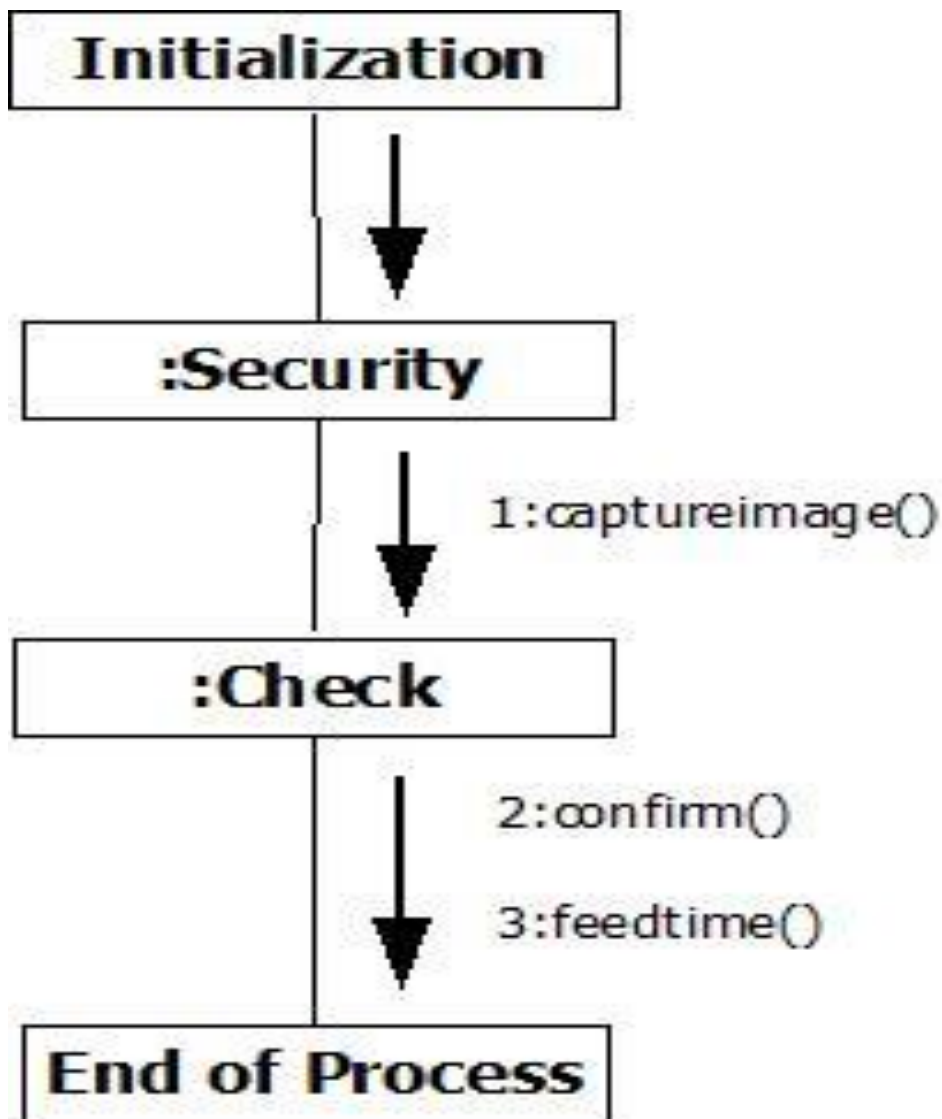 Initialization
:Security
1:captureimage()
:Check
2:confirm()
3:feedtime()
End of Process